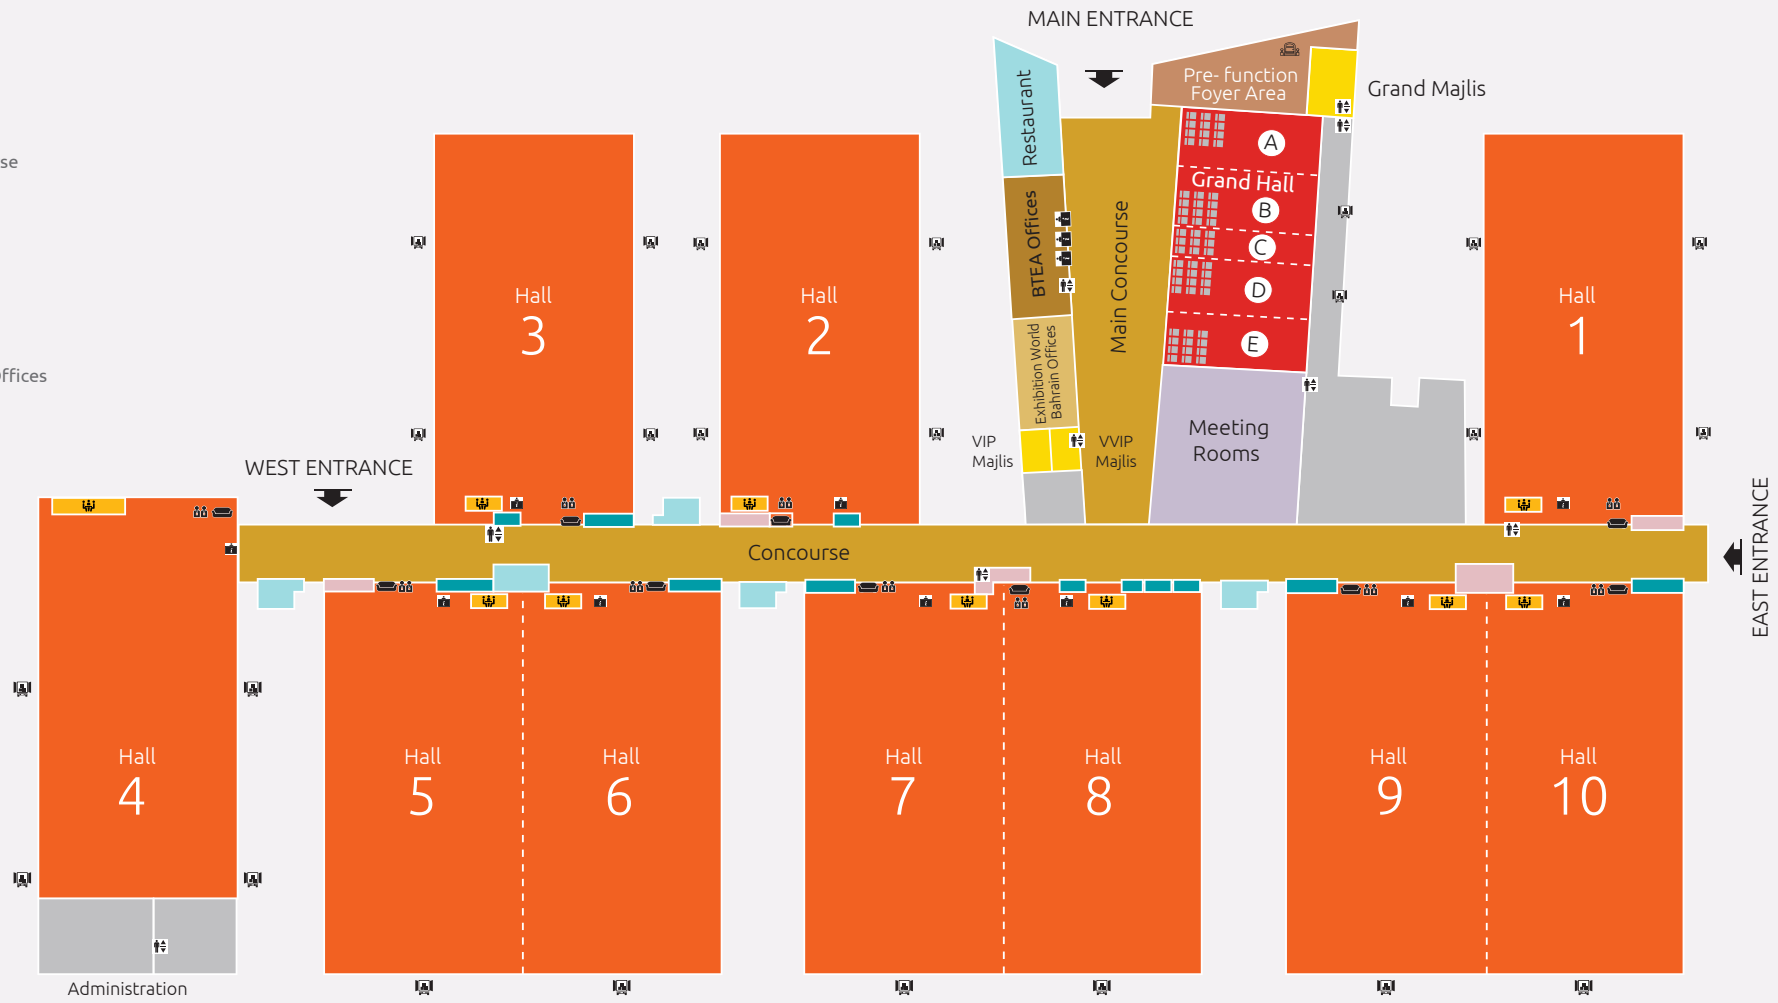 MAIN ENTRANCE
Restaurant
Pre- function
Foyer Area
Grand Majlis
A
Grand Hall
B
C
D
E
BTEA Offices
Main Concourse
Exhibition World
Bahrain Offices
VIP
Majlis
VVIP
Majlis
Meeting
Rooms
se
ffices
Hall
3
Hall
2
Hall
1
WEST ENTRANCE
Concourse
EAST ENTRANCE
Hall
4
Hall
5
Hall
6
Hall
7
Hall
8
Hall
9
Hall
10
Administration